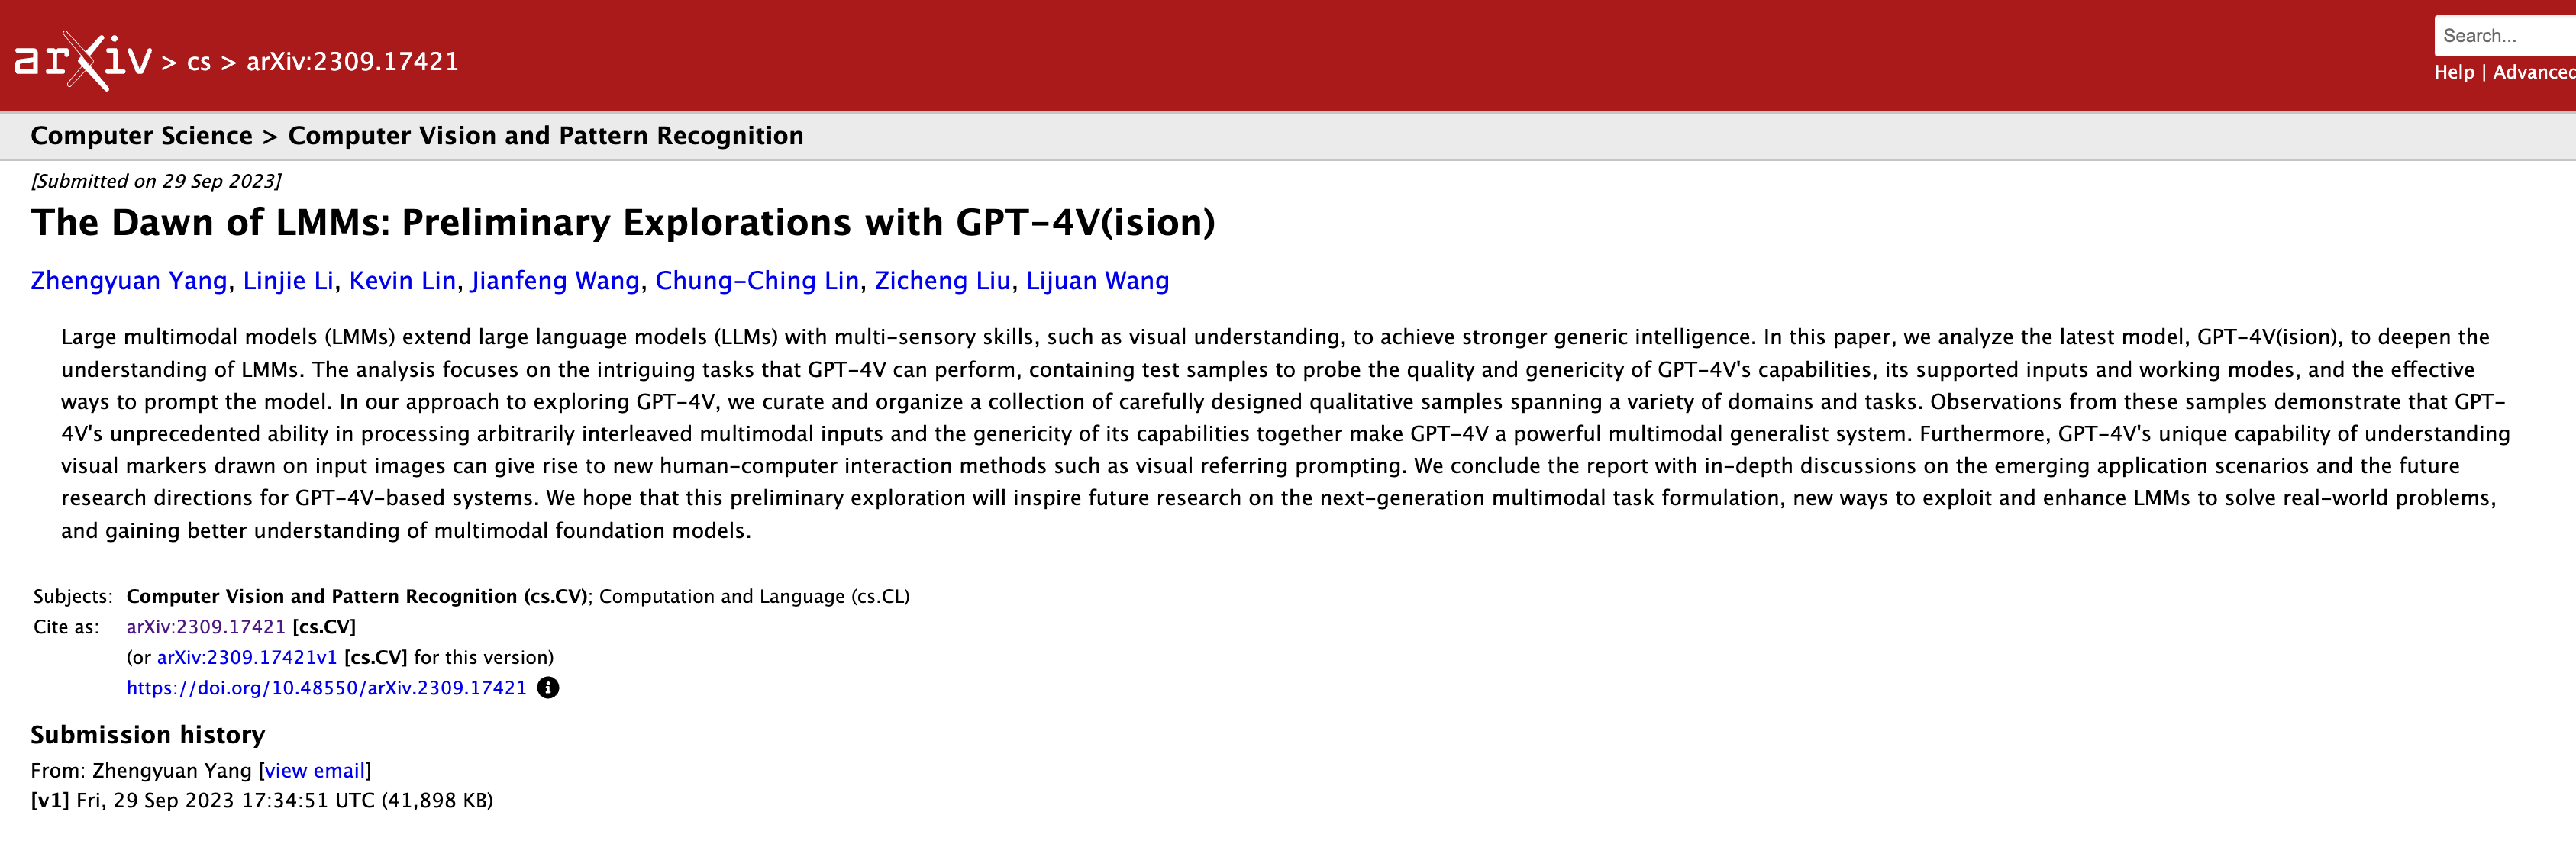 arXiv > cs > arXiv:2309.17421
Search...
Help | Advanced
Computer Science > Computer Vision and Pattern Recognition
[Submitted on 29 Sep 2023]
The Dawn of LMMs: Preliminary Explorations with GPT-4V(ision)
Zhengyuan Yang, Linjie Li, Kevin Lin, Jianfeng Wang, Chung-Ching Lin, Zicheng Liu, Lijuan Wang
Large multimodal models (LMMs) extend large language models (LLMs) with multi-sensory skills, such as visual understanding, to achieve stronger generic intelligence. In this paper, we analyze the latest model, GPT-4V(ision), to deepen the
understanding of LMMs. The analysis focuses on the intriguing tasks that GPT-4V can perform, containing test samples to probe the quality and genericity of GPT-4V's capabilities, its supported inputs and working modes, and the effective
ways to prompt the model. In our approach to exploring GPT-4V, we curate and organize a collection of carefully designed qualitative samples spanning a variety of domains and tasks. Observations from these samples demonstrate that GPT-
4V's unprecedented ability in processing arbitrarily interleaved multimodal inputs and the genericity of its capabilities together make GPT-4V a powerful multimodal generalist system. Furthermore, GPT-4V's unique capability of understanding
visual markers drawn on input images can give rise to new human-computer interaction methods such as visual referring prompting. We conclude the report with in-depth discussions on the emerging application scenarios and the future
research directions for GPT-4V-based systems. We hope that this preliminary exploration will inspire future research on the next-generation multimodal task formulation, new ways to exploit and enhance LMMs to solve real-world problems,
and gaining better understanding of multimodal foundation models.
Subjects: Computer Vision and Pattern Recognition (cs.CV); Computation and Language (cs.CL)
Cite as: arXiv:2309.17421 [cs.CV]
(or arXiv:2309.17421v1 [cs.CV] for this version)
https://doi.org/10.48550/arXiv.2309.17421
Submission history
From: Zhengyuan Yang [view email]
[v1] Fri, 29 Sep 2023 17:34:51 UTC (41,898 KB)